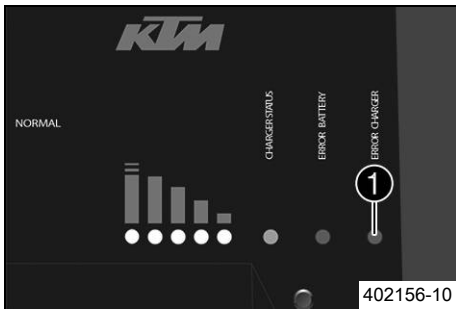 KTM
NORMAL
CHARGER STATUS
ERROR BATTERY
ERROR CHARGER
1
402156-10